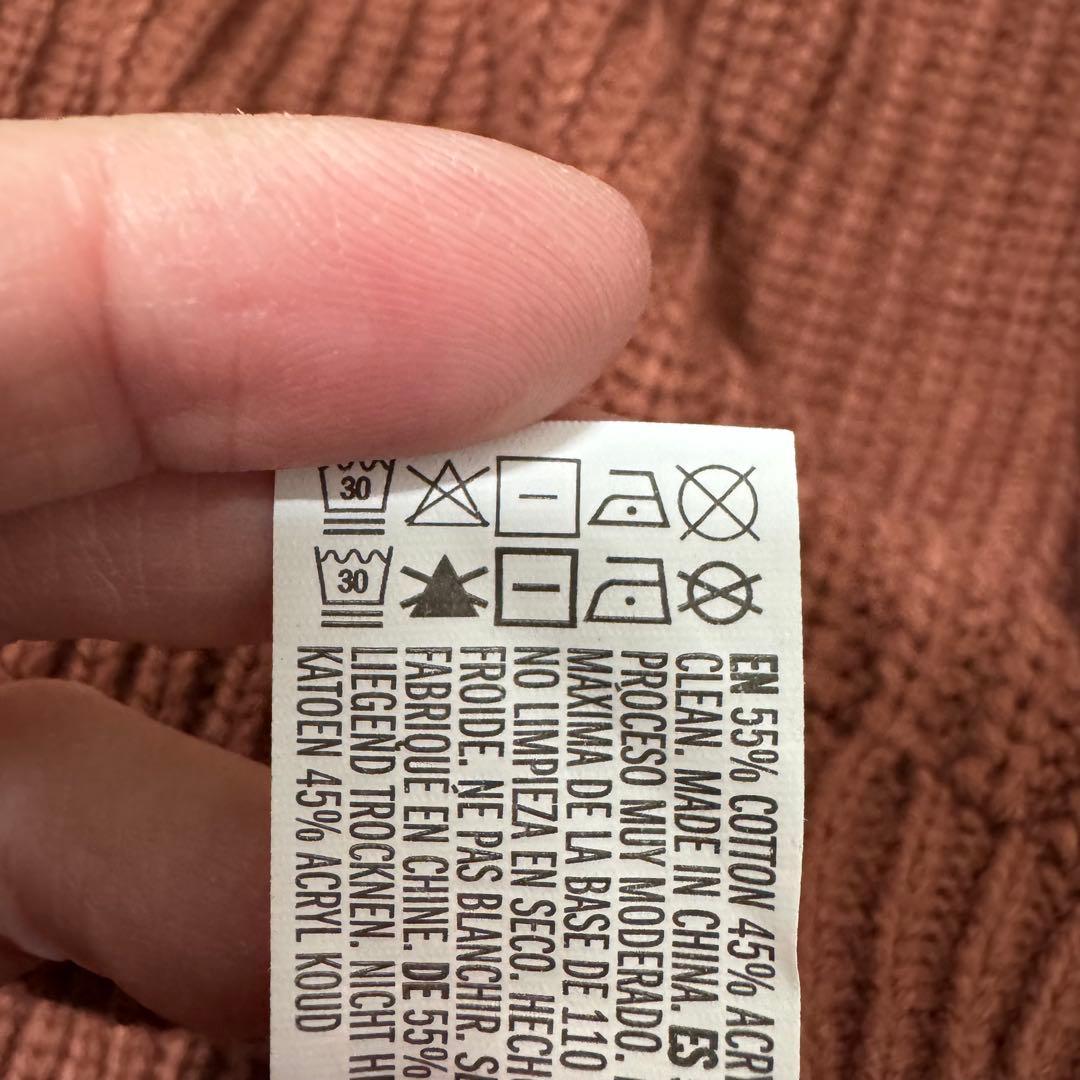 30
30
EN 55% COTTON 45%
CLEAN. MADE IN CHINA. ES
PROCESO MUY MODERADO.
MÁXIMA DE LA BASE DE 110
NO LIMPIEZA EN SECO.
FROIDE. NE PAS BLANCHIR.
FABRIQUÉ EN CHINE. DE 55%
LIEGEND TROCKNEN. NICHT
KATOEN 45% ACRYL KOUD